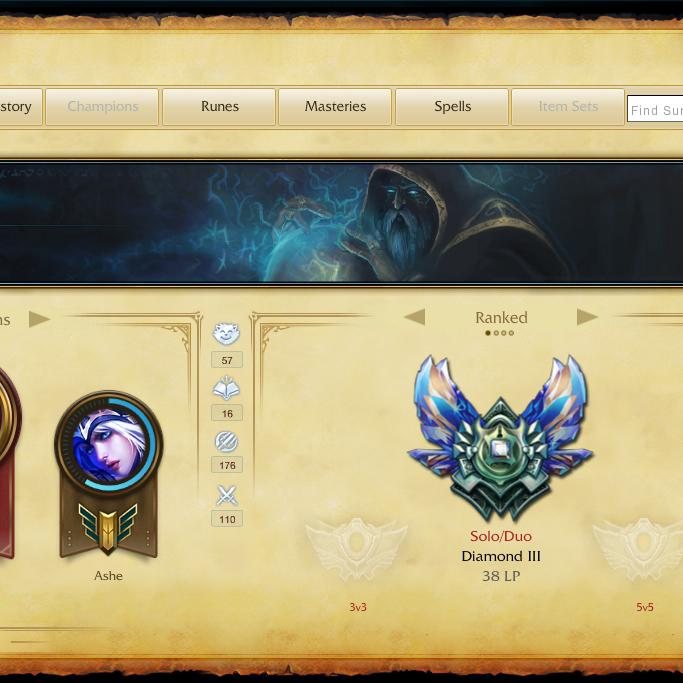 story
Champions
Runes
Masteries
Spells
Item Sets
Find Sur
ns
Ranked
57
16
176
110
Solo/Duo
Diamond III
38 LP
Ashe
3v3
5v5